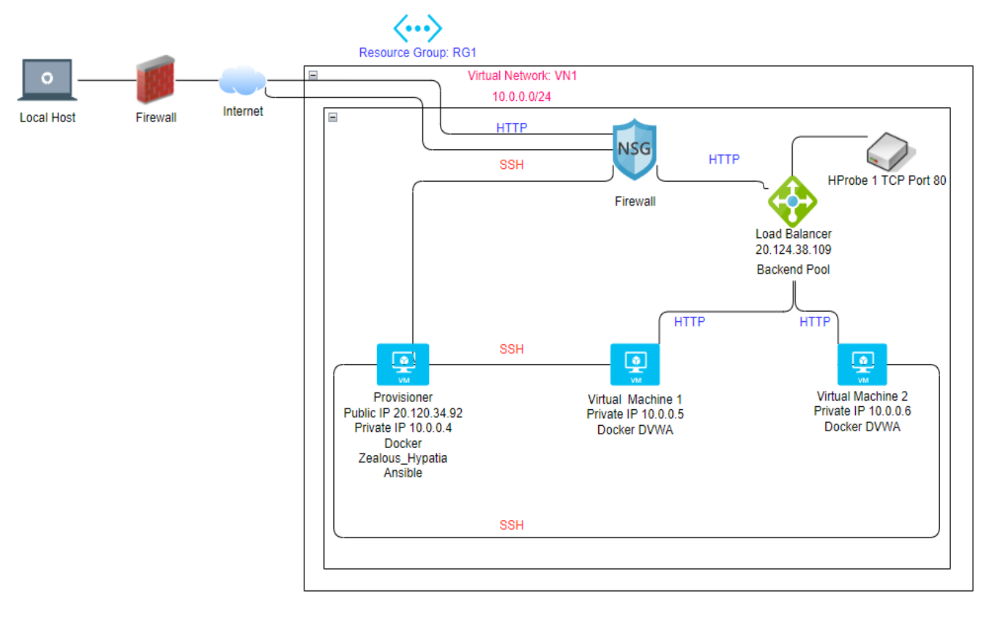 Resource Group: RG1
Virtual Network: VN1
10.0.0.0/24
Local Host
Firewall
Internet
HTTP
SSH
NSG
Firewall
HTTP
HProbe 1 TCP Port 80
Load Balancer
20.124.38.109
Backend Pool
HTTP
HTTP
SSH
VM
Provisioner
Public IP 20.120.34.92
Private IP 10.0.0.4
Docker
Zealous_Hypatia
Ansible
VM
Virtual Machine 1
Private IP 10.0.0.5
Docker DVWA
VM
Virtual Machine 2
Private IP 10.0.0.6
Docker DVWA
SSH